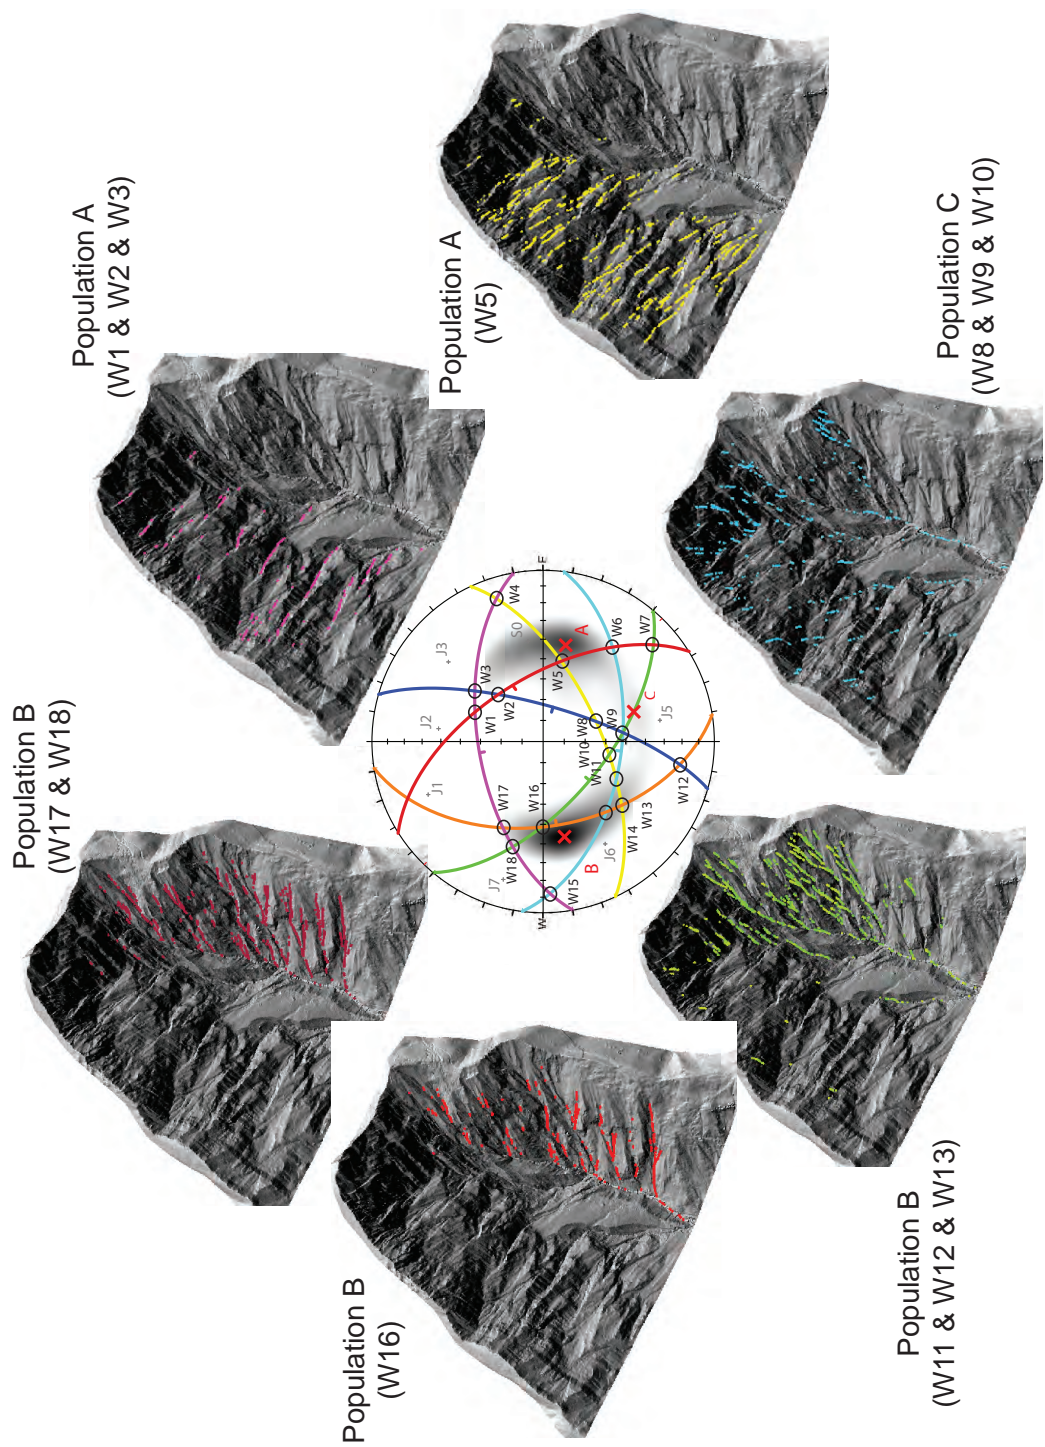 Population A
(W1 & W2 & W3)
Population A
(W5)
Population B
(W17 & W18)
Population C
(W8 & W9 & W10)
Population B
(W16)
Population B
(W11 & W12 & W13)
E
W
S0
J1
J2
J3
J5
J6
J7
A
B
C
W1
W2
W3
W4
W5
W6
W7
W8
W9
W10
W11
W12
W13
W14
W15
W16
W17
W18